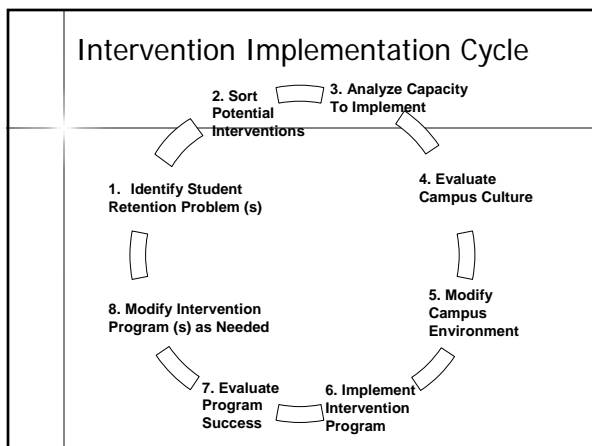 Intervention Implementation Cycle
1. Identify Student
Retention Problem (s)
2. Sort
Potential
Interventions
3. Analyze Capacity
To Implement
4. Evaluate
Campus Culture
5. Modify
Campus
Environment
6. Implement
Intervention
Program
7. Evaluate
Program
Success
8. Modify Intervention
Program (s) as Needed